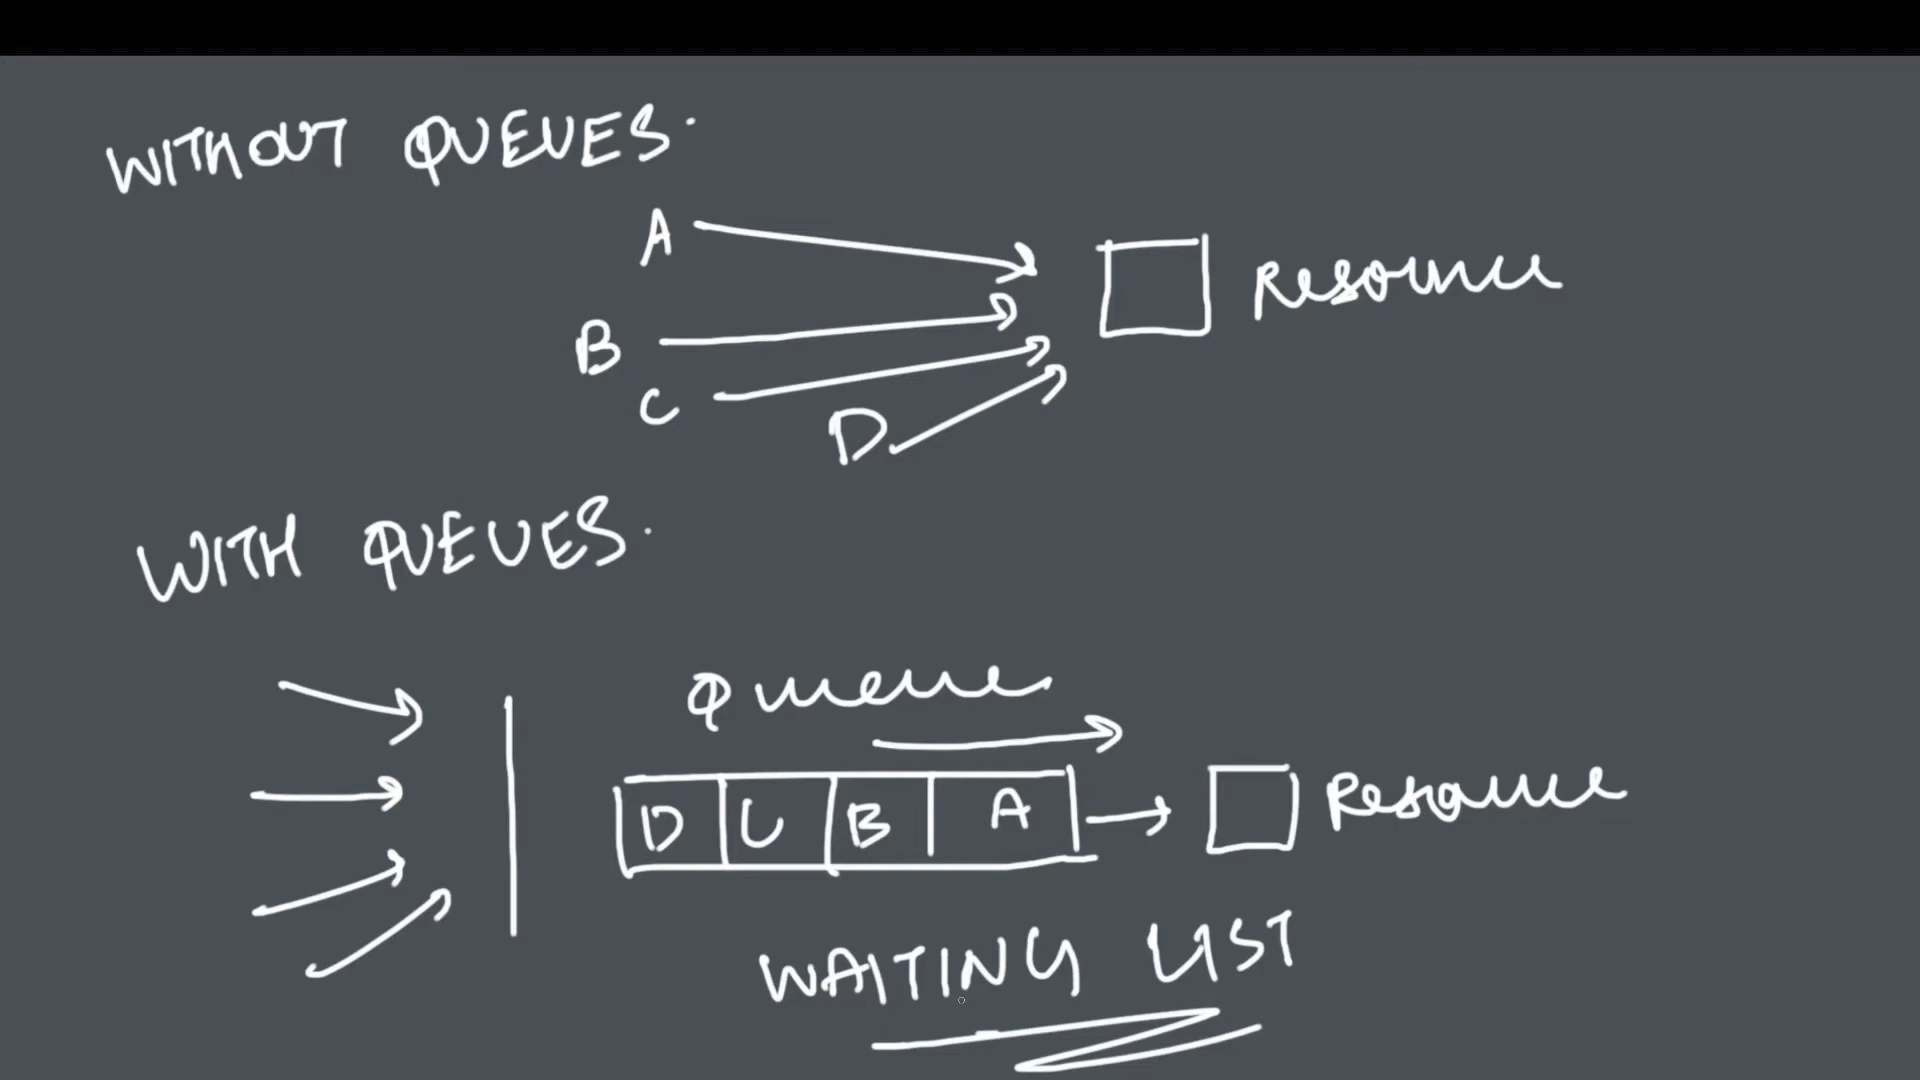 WITHOUT QUEUES.
A
Resource
B
C
D
WITH QUEUES.
Queue
D C B A
Resource
WAITING LIST